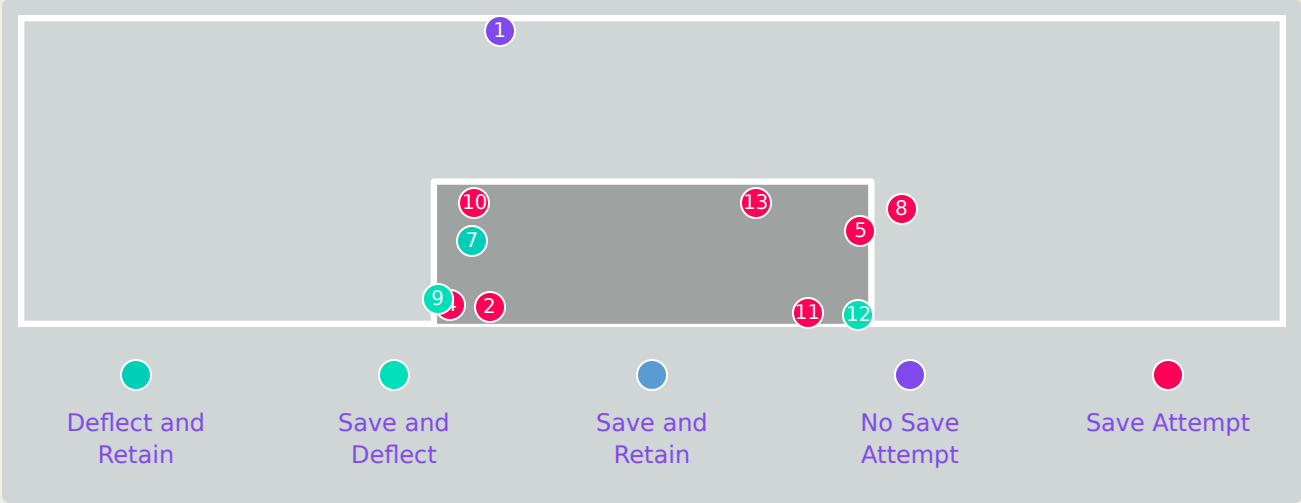 1
10
13
8
5
7
9
4
2
11
12
Deflect and
Retain
Save and
Deflect
Save and
Retain
No Save
Attempt
Save Attempt